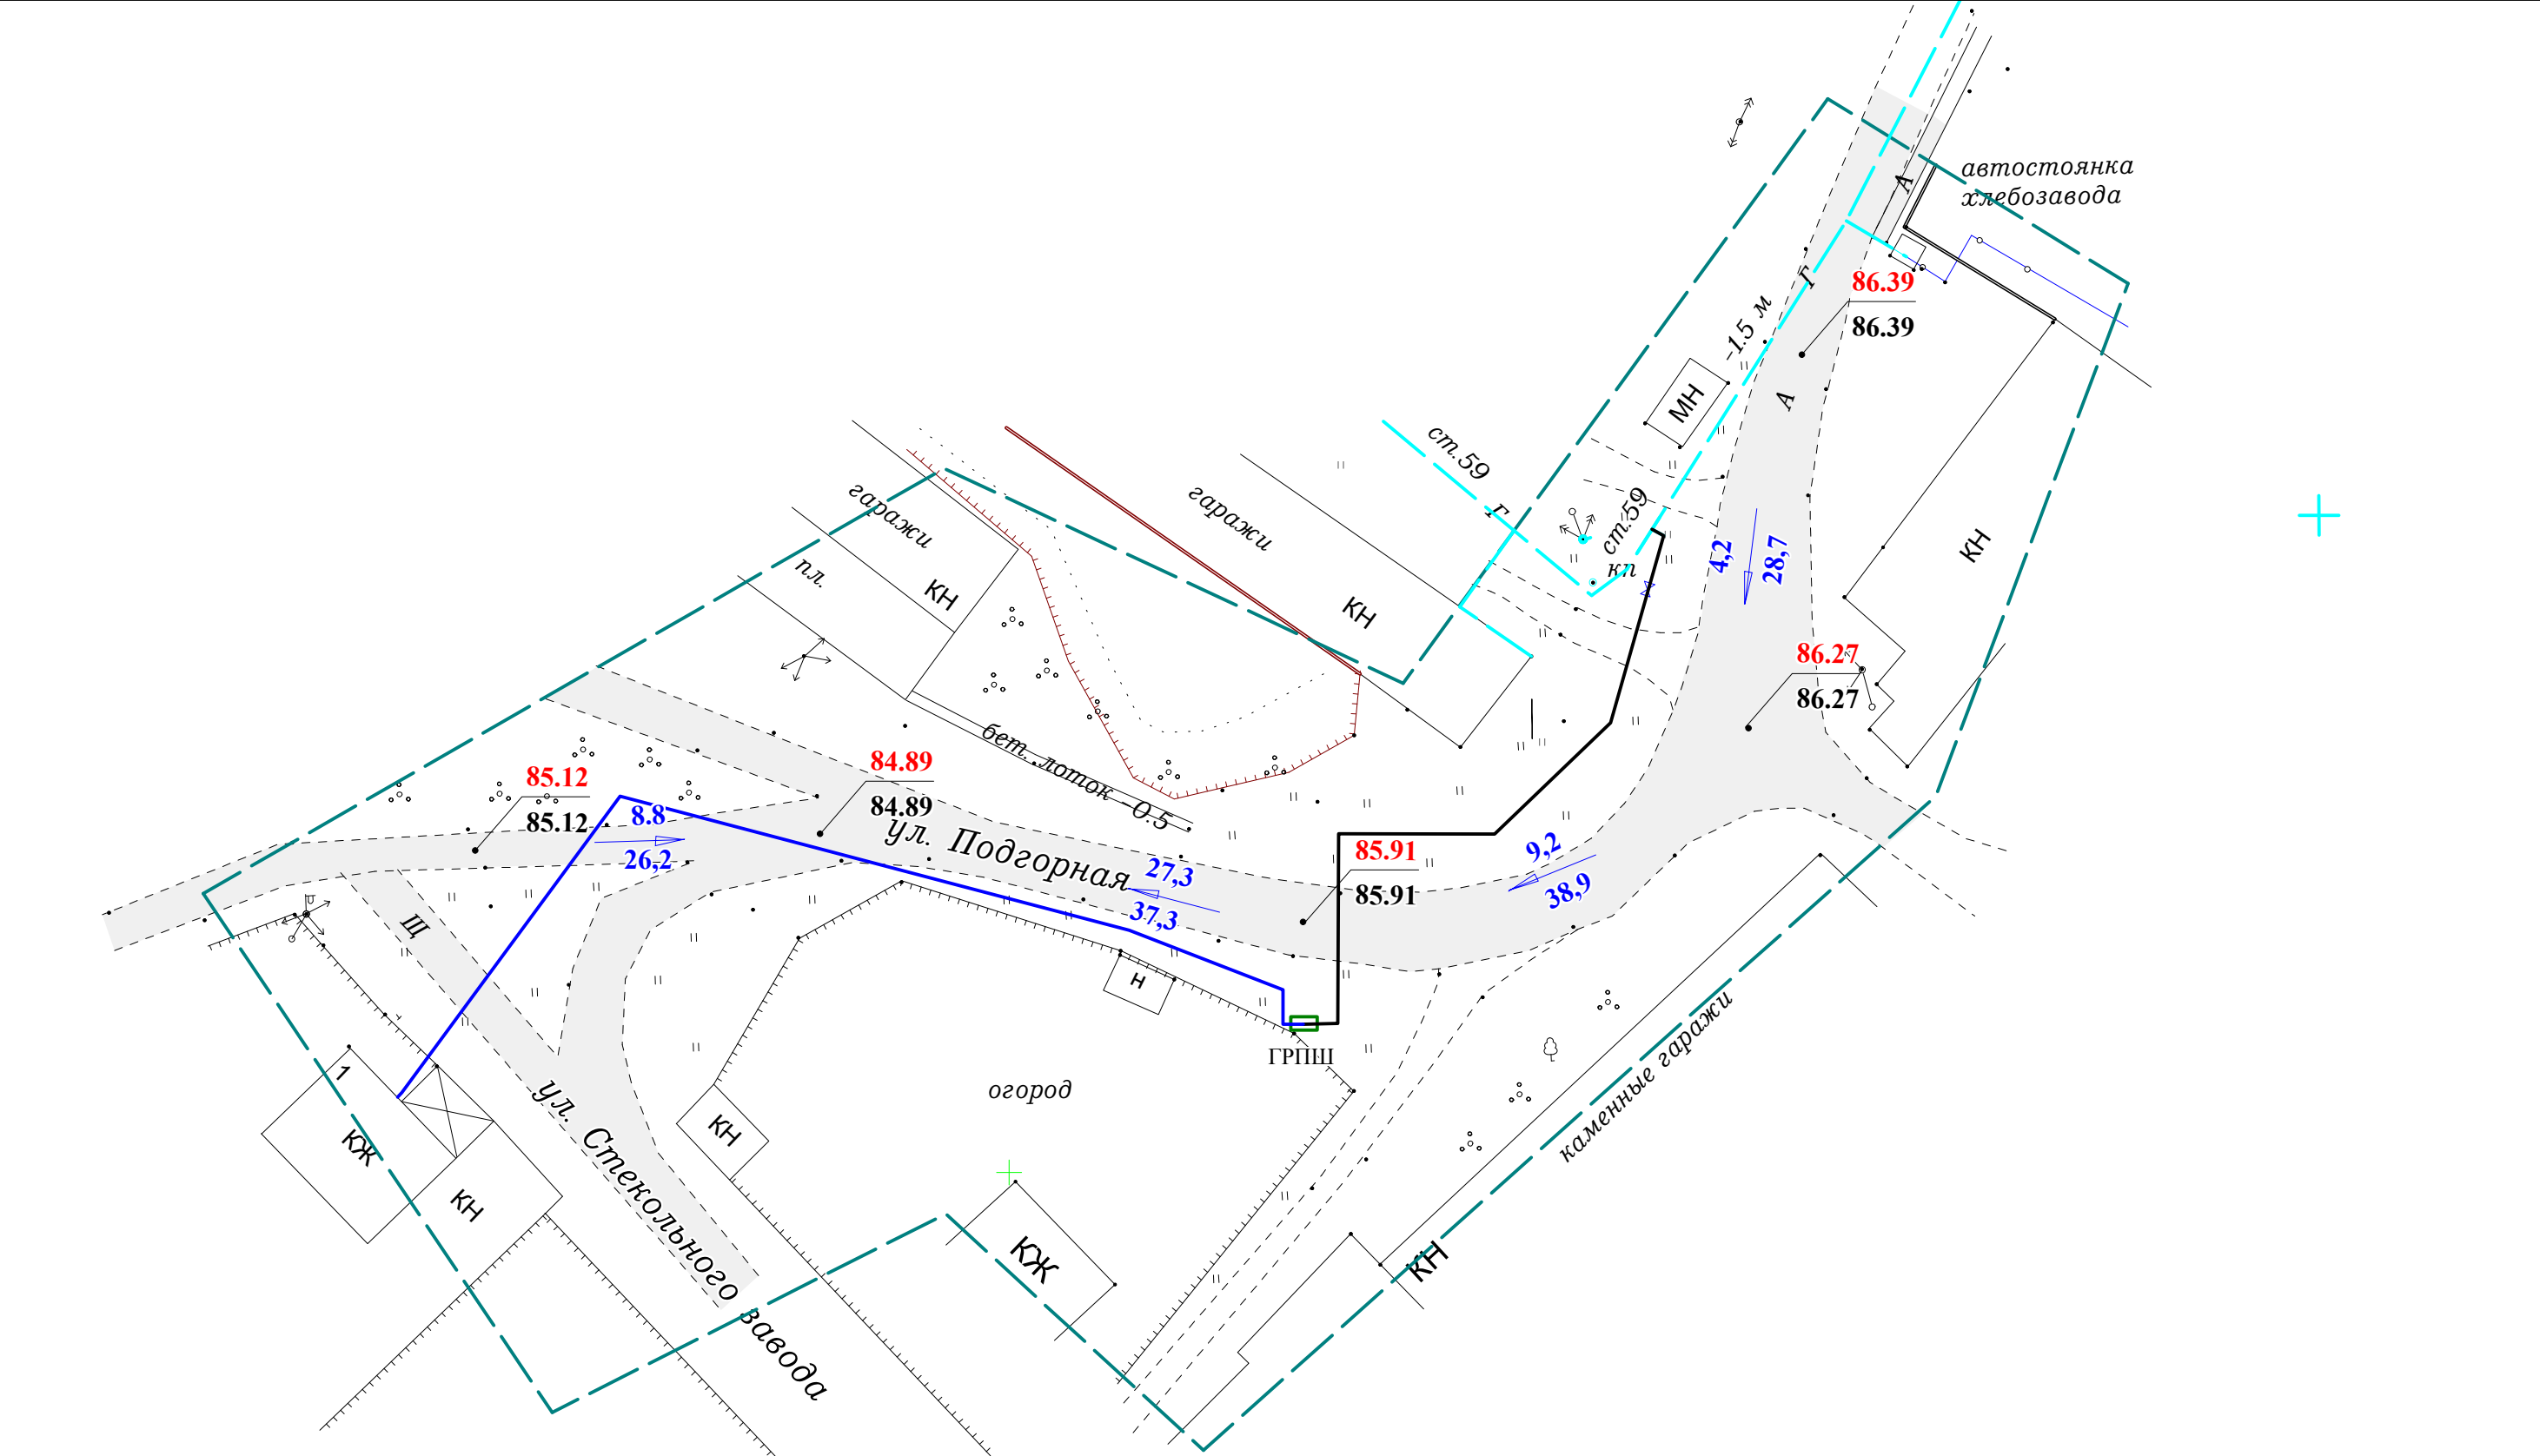 автостоянка
хлебозавода
А
Г
-1.5 м
86.39
86.39
МН
А
ст.59
Г
ст.59
кп
4,2
28,7
КН
гаражи
гаражи
пл.
КН
КН
86.27
86.27
бет. лоток -0.5
85.12
85.12
8.8
26,2
84.89
84.89
ул. Подгорная
27,3
37,3
85.91
85.91
9,2
38,9
Щ
н
ГРПШ
огород
каменные гаражи
1
КЖ
КН
КН
ул. Стекольного завода
КЖ
КН